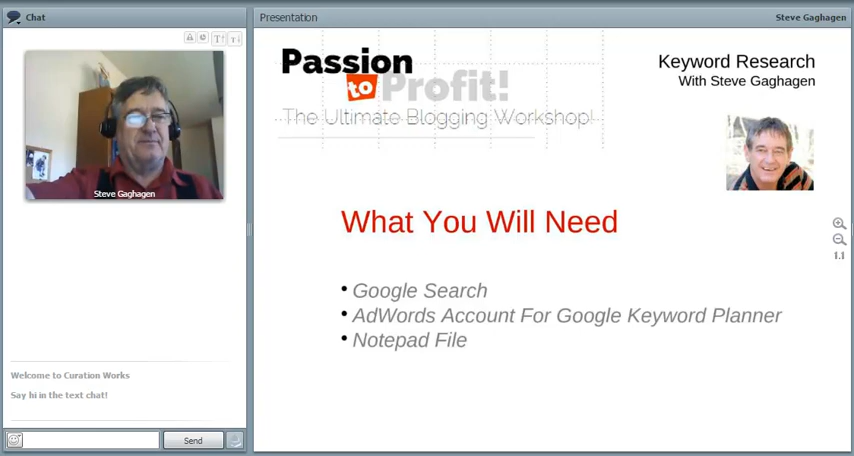 Chat
Steve Gaghagen
Welcome to Curation Works
Say hi in the text chat!
Send
Presentation
Steve Gaghagen
Passion
to Profit!
The Ultimate Blogging Workshop!
Keyword Research
With Steve Gaghagen
What You Will Need
• Google Search
• AdWords Account For Google Keyword Planner
• Notepad File
1.1